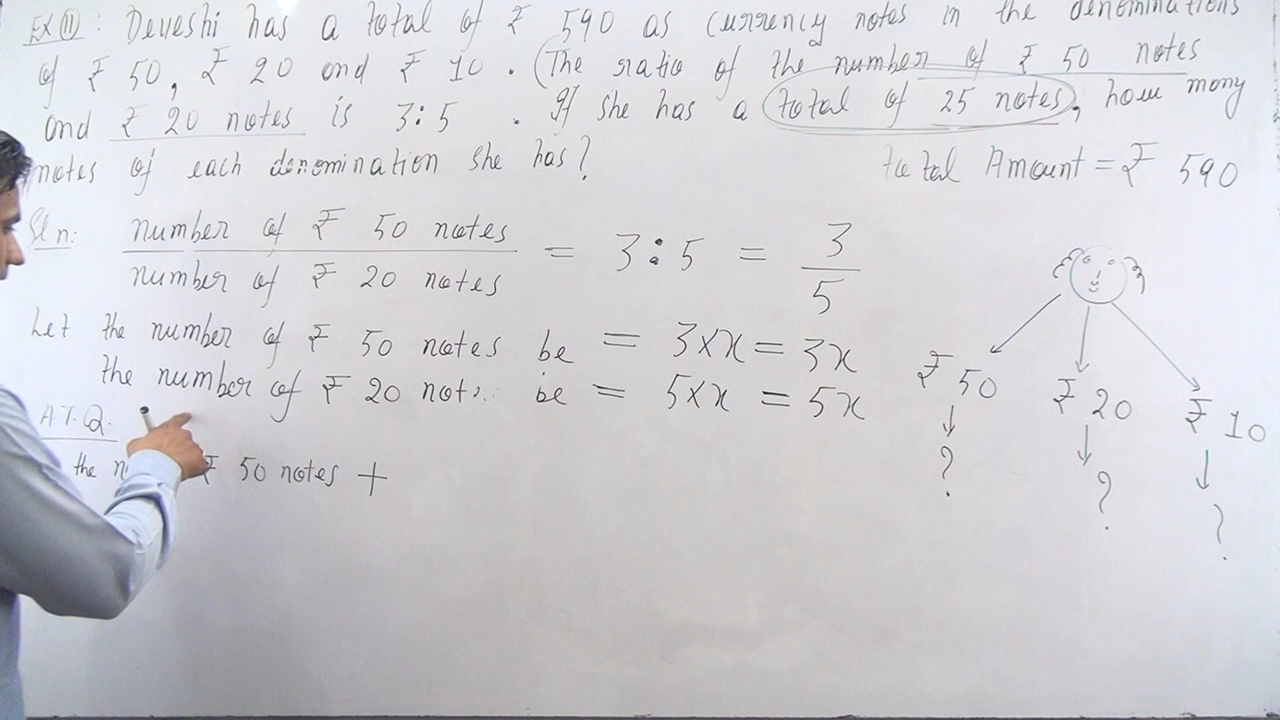 Ex (11) : Deveshi has a total of ₹ 590 as currency notes in the denominations
of ₹ 50, ₹ 20 and ₹ 10 . (The ratio of the number of ₹ 50 notes
and ₹ 20 notes is 3:5 . If she has a total of 25 notes, how many
notes of each denomination she has?
total Amount = ₹ 590
Sln:
number of ₹ 50 notes
number of ₹ 20 notes
= 3:5 = 3/5
Let the number of ₹ 50 notes be = 3×x = 3x
the number of ₹ 20 be = 5×x = 5x
A.T.Q.
the ₹ 50 notes +
₹ 50
₹ 20
₹ 10
?
?
?